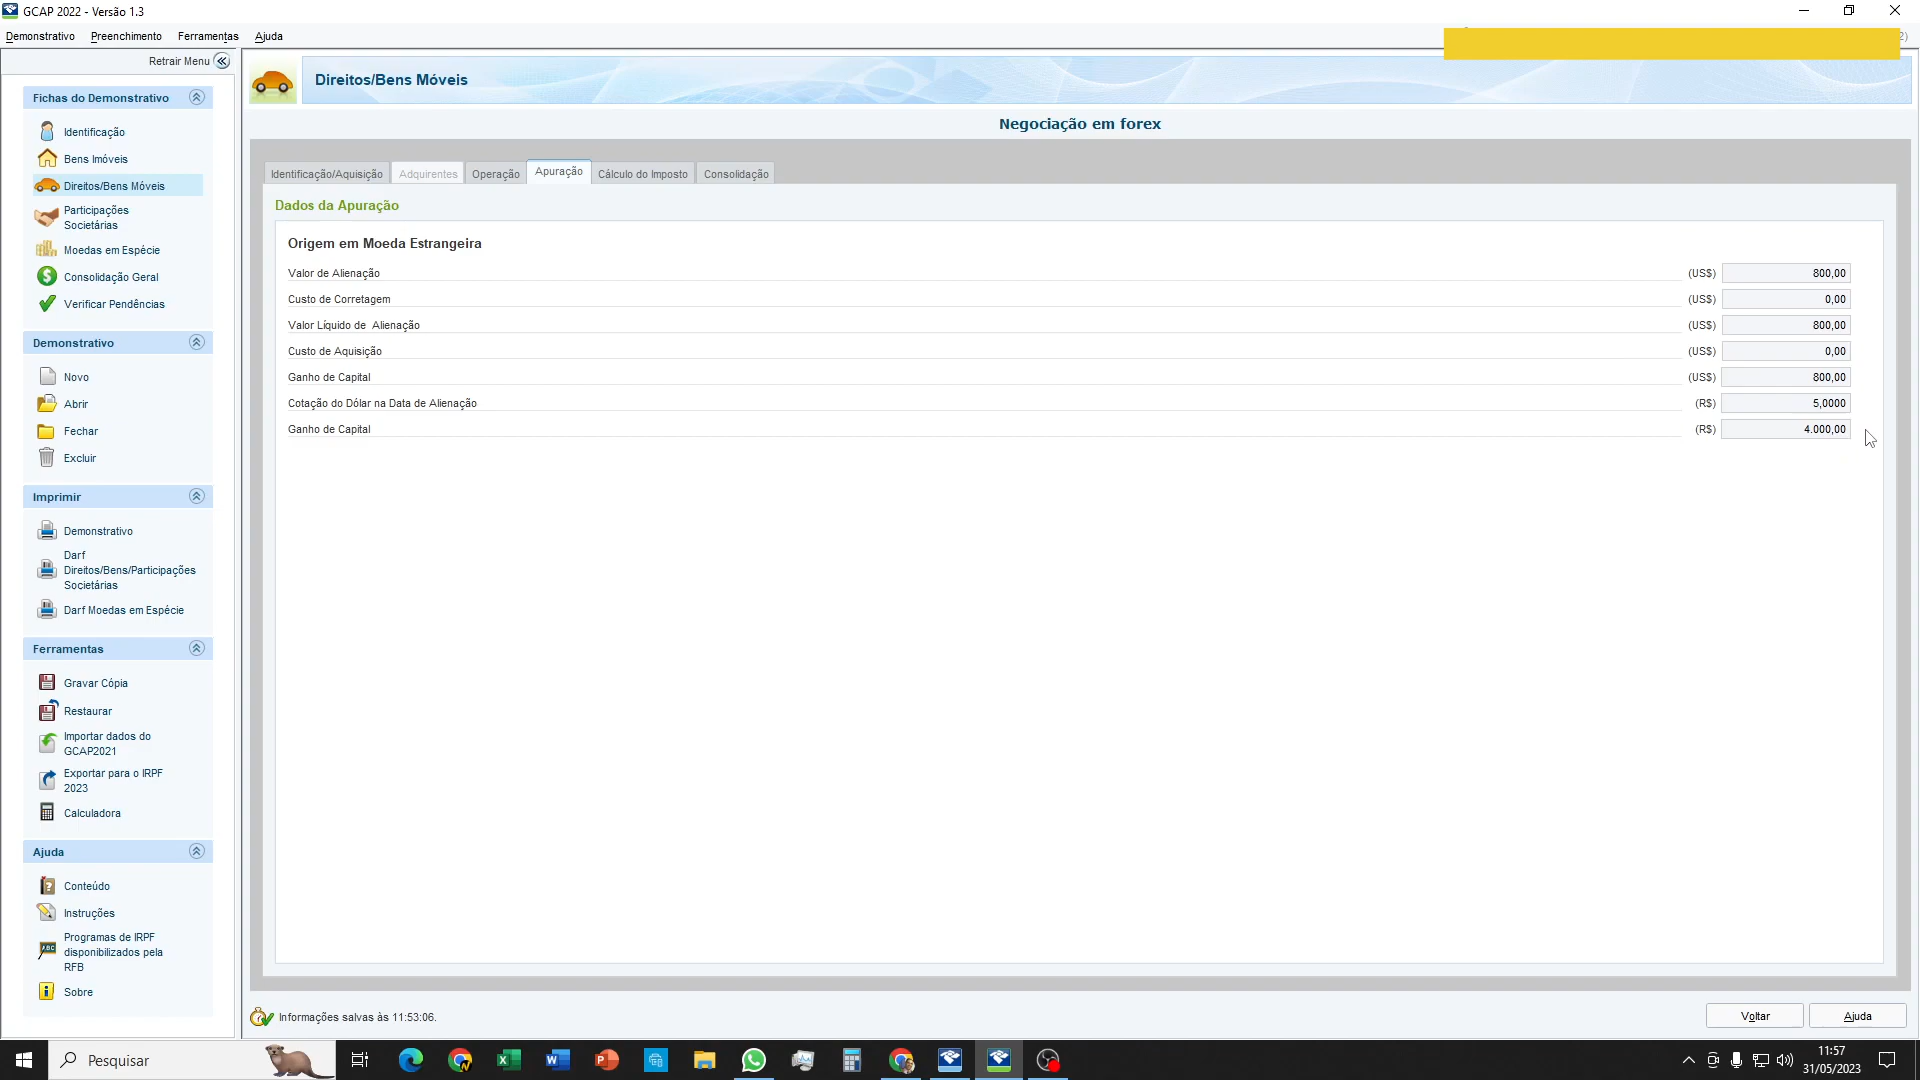 GCAP 2022 - Versão 1.3
Demonstrativo Preenchimento Ferramentas Ajuda
2)
Retrair Menu
Fichas do Demonstrativo
Identificação
Bens Imóveis
Direitos/Bens Móveis
Participações
Societárias
Moedas em Espécie
Consolidação Geral
Verificar Pendências
Demonstrativo
Novo
Abrir
Fechar
Excluir
Imprimir
Demonstrativo
Darf
Direitos/Bens/Participações
Societárias
Darf Moedas em Espécie
Ferramentas
Gravar Cópia
Restaurar
Importar dados do
GCAP2021
Exportar para o IRPF
2023
Calculadora
Ajuda
Conteúdo
Instruções
Programas de IRPF
disponibilizados pela
RFB
Sobre
Direitos/Bens Móveis
Negociação em forex
Identificação/Aquisição Adquirentes Operação Apuração Cálculo do Imposto Consolidação
Dados da Apuração
Origem em Moeda Estrangeira
Valor de Alienação (US$) 800,00
Custo de Corretagem (US$) 0,00
Valor Líquido de Alienação (US$) 800,00
Custo de Aquisição (US$) 0,00
Ganho de Capital (US$) 800,00
Cotação do Dólar na Data de Alienação (R$) 5,0000
Ganho de Capital (R$) 4.000,00
Informações salvas às 11:53:06.
Voltar Ajuda
Pesquisar
11:57
31/05/2023